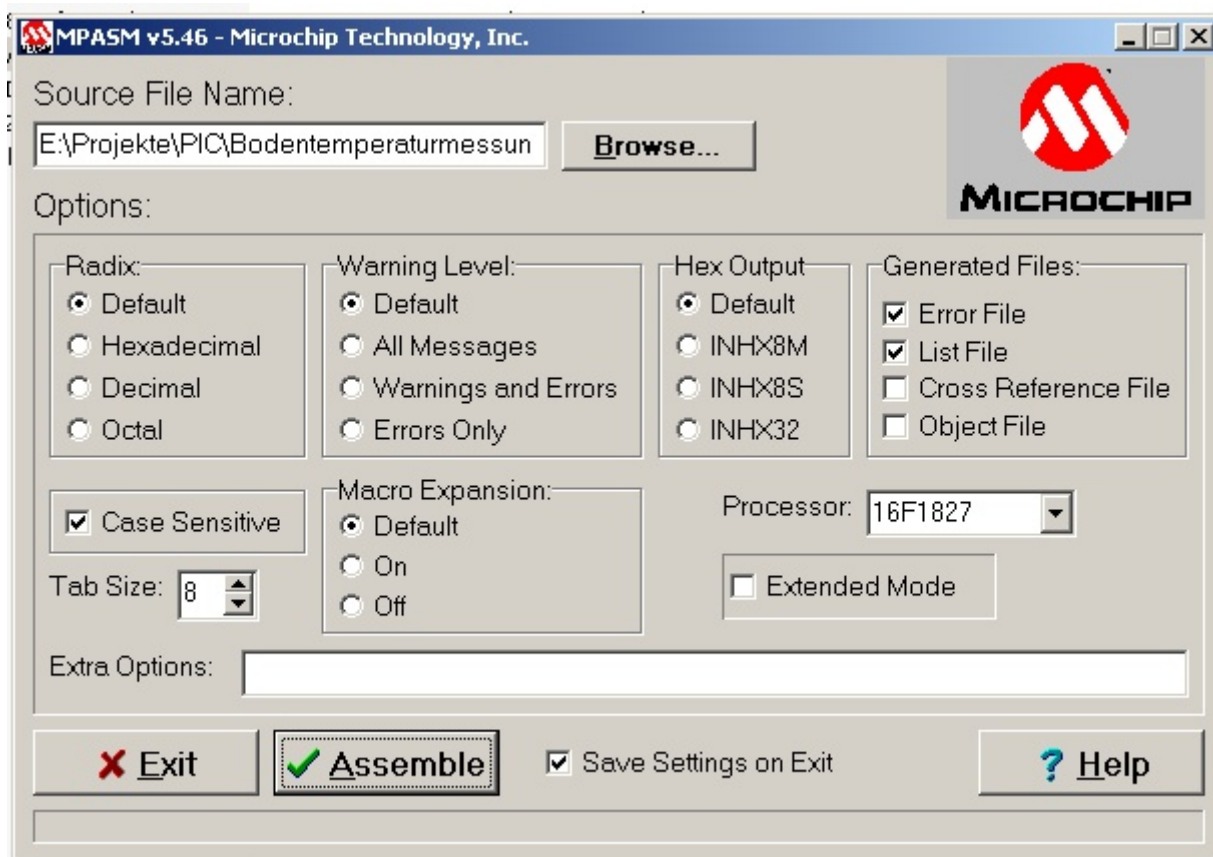 MPASM v5.46 - Microchip Technology, Inc.
Source File Name:
E:\Projekte\PIC\Bodentemperaturmessun
Browse...
MICROCHIP
Options:
Radix:
Default
Hexadecimal
Decimal
Octal
Warning Level:
Default
All Messages
Warnings and Errors
Errors Only
Hex Output
Default
INHX8M
INHX8S
INHX32
Generated Files:
Error File
List File
Cross Reference File
Object File
Case Sensitive
Tab Size: 8
Macro Expansion:
Default
On
Off
Processor: 16F1827
Extended Mode
Extra Options:
Exit
Assemble
Save Settings on Exit
? Help